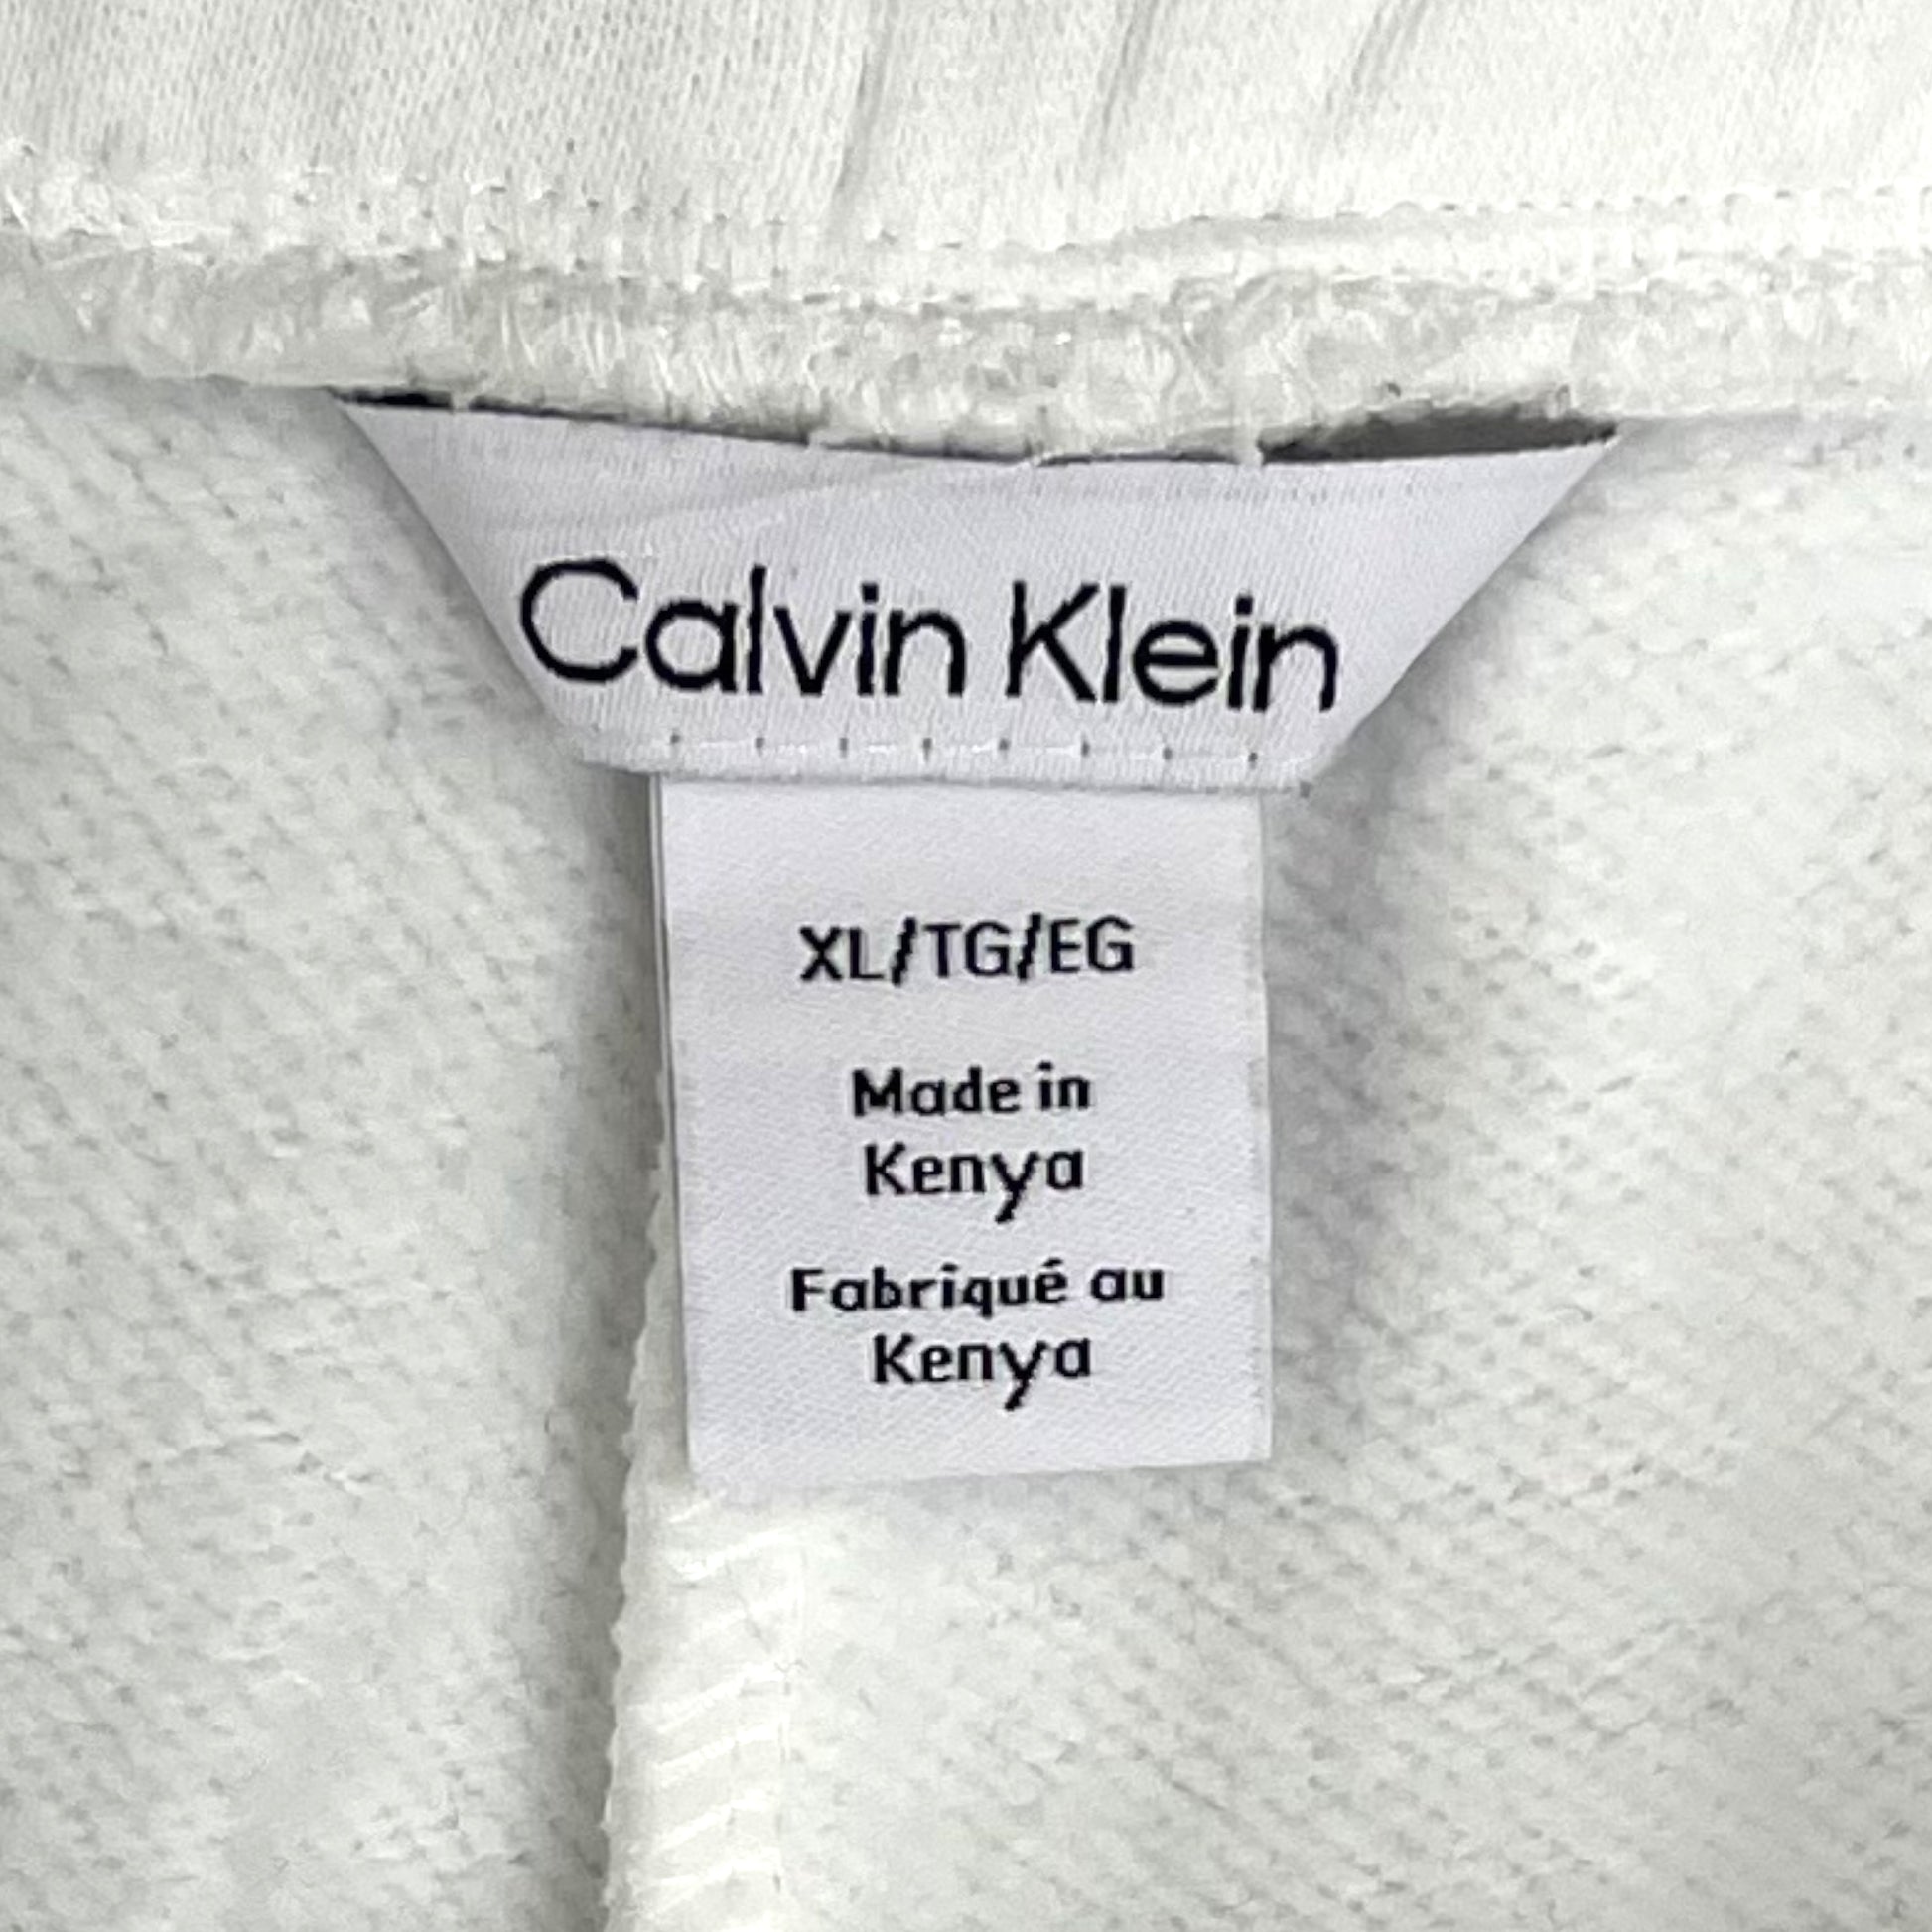 Calvin Klein
XL/TG/EG
Made in
Kenya
Fabriqué au
Kenya